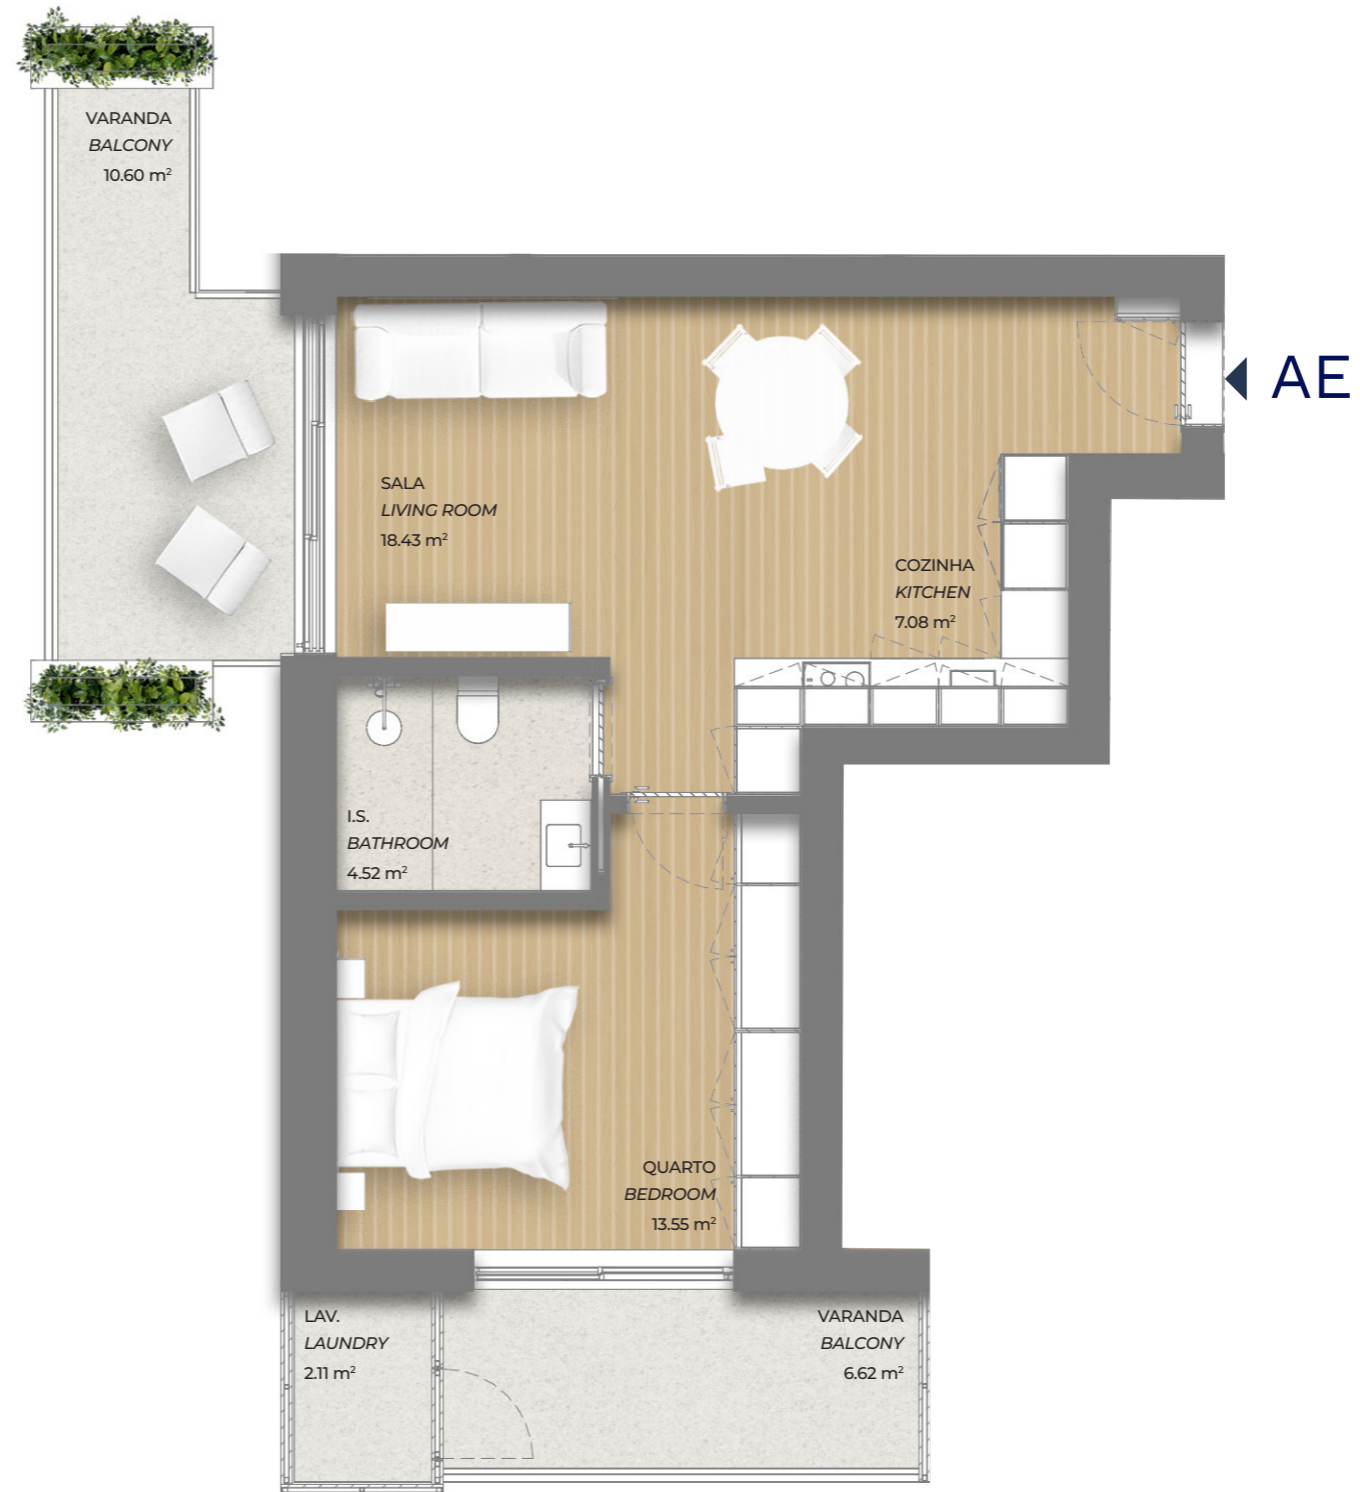 VARANDA
BALCONY
10.60 m²
AE
SALA
LIVING ROOM
18.43 m²
COZINHA
KITCHEN
7.08 m²
I.S.
BATHROOM
4.52 m²
QUARTO
BEDROOM
13.55 m²
LAV.
LAUNDRY
2.11 m²
VARANDA
BALCONY
6.62 m²